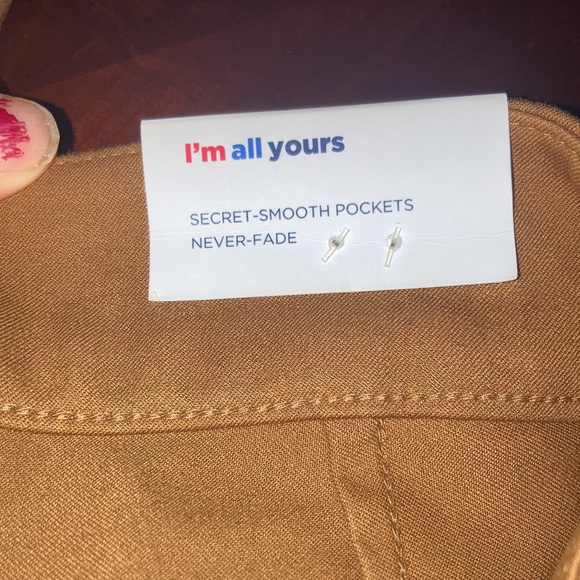 I'm all yours
SECRET-SMOOTH POCKETS
NEVER-FADE